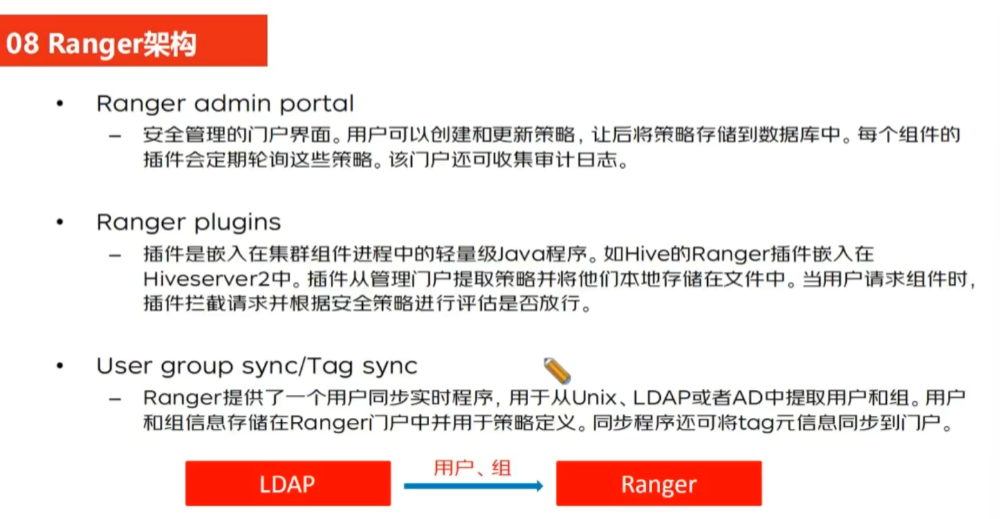 08 Ranger架构
• Ranger admin portal
– 安全管理的门户界面。用户可以创建和更新策略，让后将策略存储到数据库中。每个组件的
插件会定期轮询这些策略。该门户还可收集审计日志。
• Ranger plugins
– 插件是嵌入在集群组件进程中的轻量级Java程序。如Hive的Ranger插件嵌入在
Hiveserver2中。插件从管理门户提取策略并将他们本地存储在文件中。当用户请求组件时，
插件拦截请求并根据安全策略进行评估是否放行。
• User group sync/Tag sync
– Ranger提供了一个用户同步实时程序，用于从Unix、LDAP或者AD中提取用户和组。用户
和组信息存储在Ranger门户中并用于策略定义。同步程序还可将tag元信息同步到门户。
用户、组
LDAP
Ranger